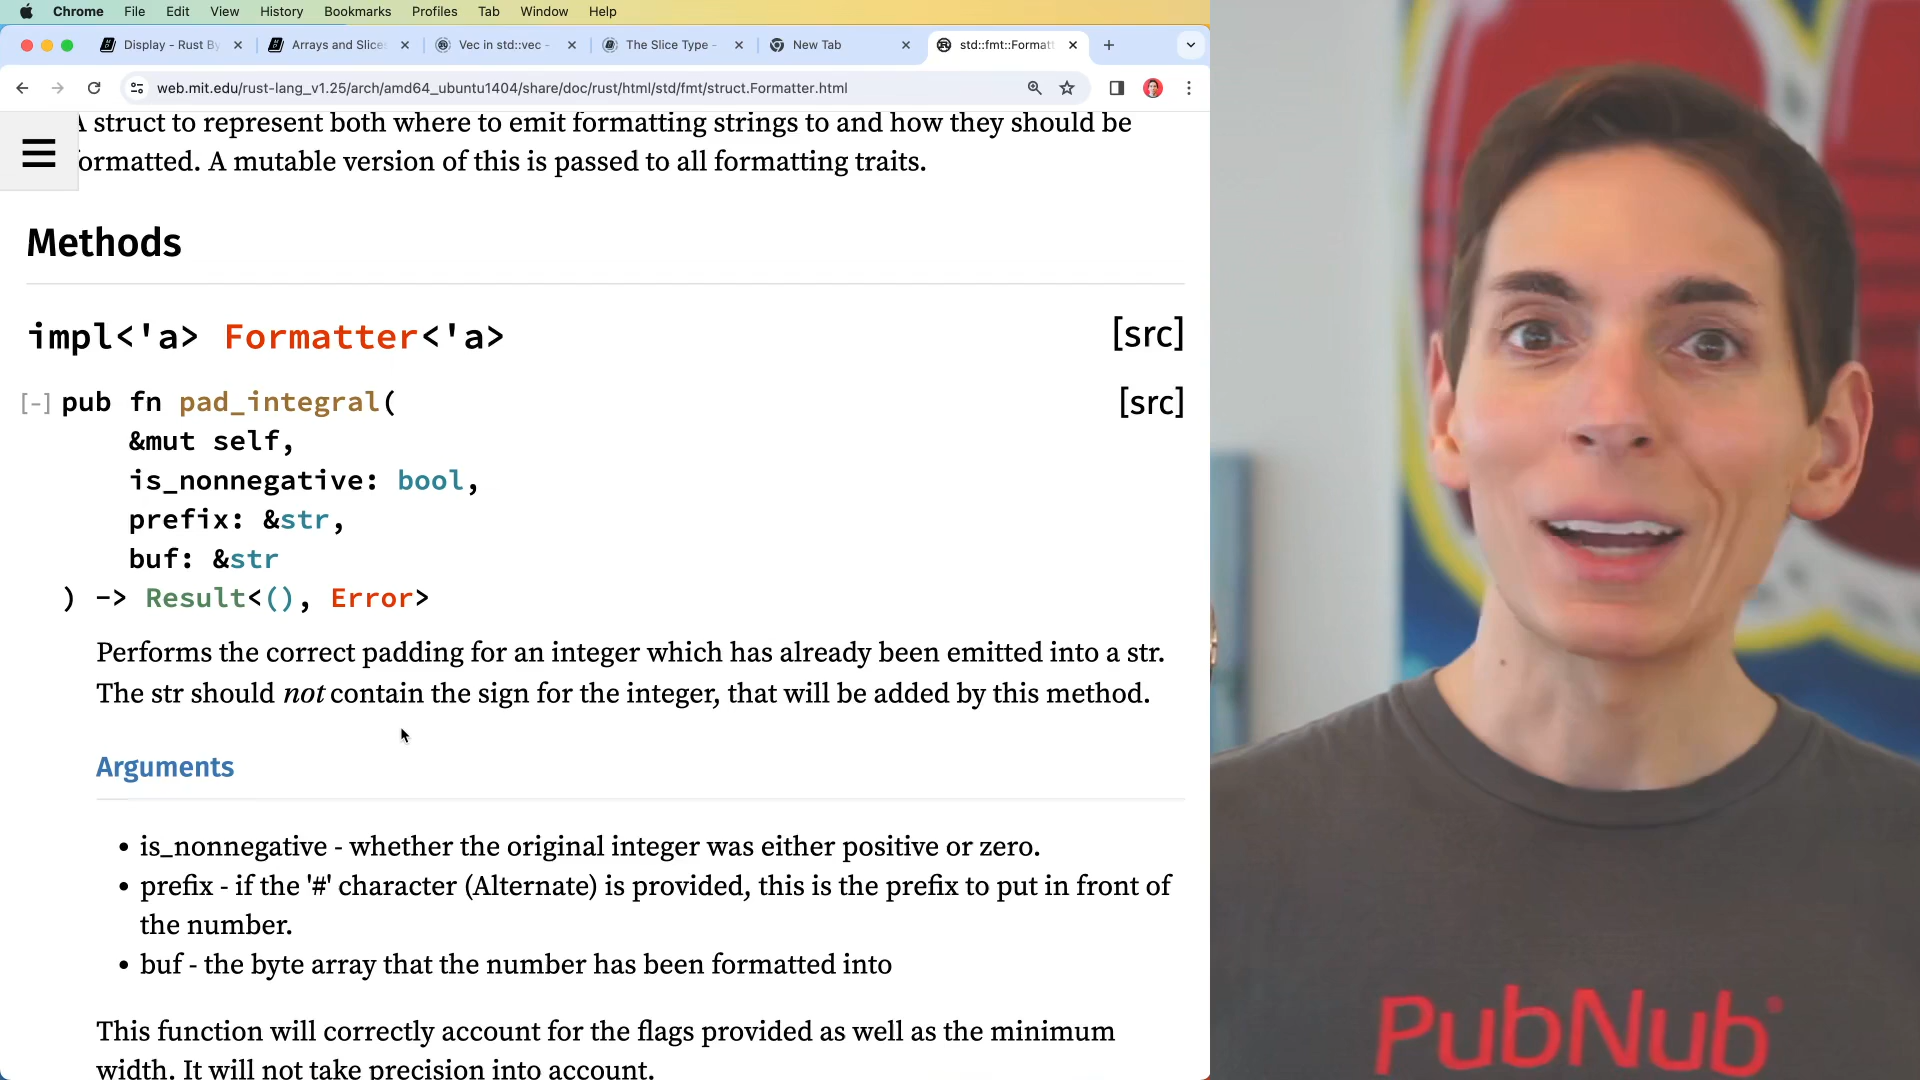 Chrome File Edit View History Bookmarks Profiles Tab Window Help
Display - Rust By Arrays and Slices Vec in std::vec - The Slice Type - New Tab std::fmt::Formatt
web.mit.edu/rust-lang_v1.25/arch/amd64_ubuntu1404/share/doc/rust/html/std/fmt/struct.Formatter.html
A struct to represent both where to emit formatting strings to and how they should be
formatted. A mutable version of this is passed to all formatting traits.
Methods
impl<'a> Formatter<'a> [src]
[-] pub fn pad_integral( [src]
&mut self,
is_nonnegative: bool,
prefix: &str,
buf: &str
) -> Result<(), Error>
Performs the correct padding for an integer which has already been emitted into a str.
The str should not contain the sign for the integer, that will be added by this method.
Arguments
• is_nonnegative - whether the original integer was either positive or zero.
• prefix - if the '#' character (Alternate) is provided, this is the prefix to put in front of
the number.
• buf - the byte array that the number has been formatted into
This function will correctly account for the flags provided as well as the minimum
width. It will not take precision into account.
PubNub